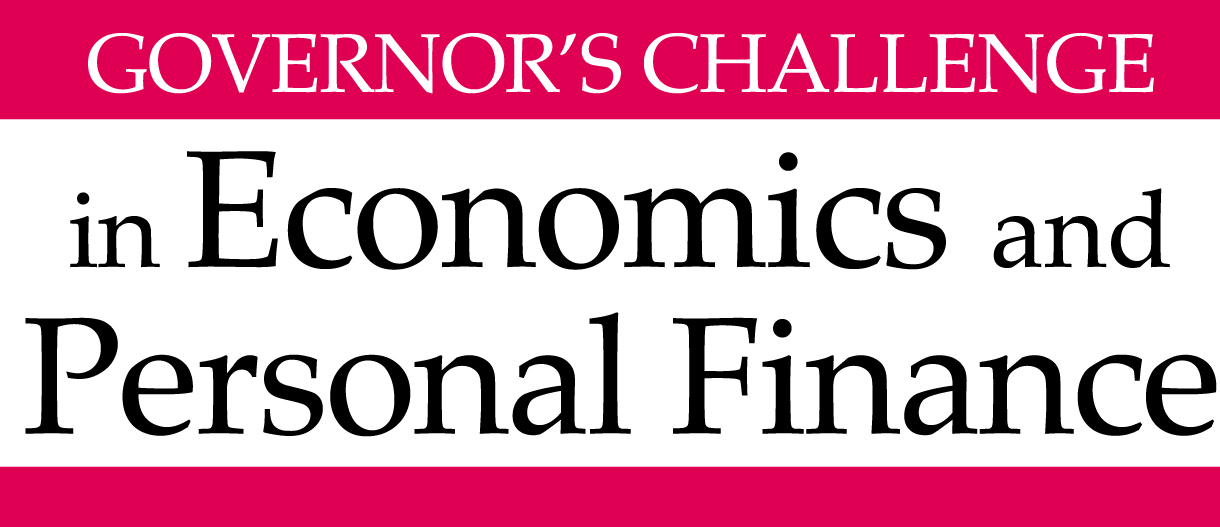 GOVERNOR’S CHALLENGE
in Economics and
Personal Finance